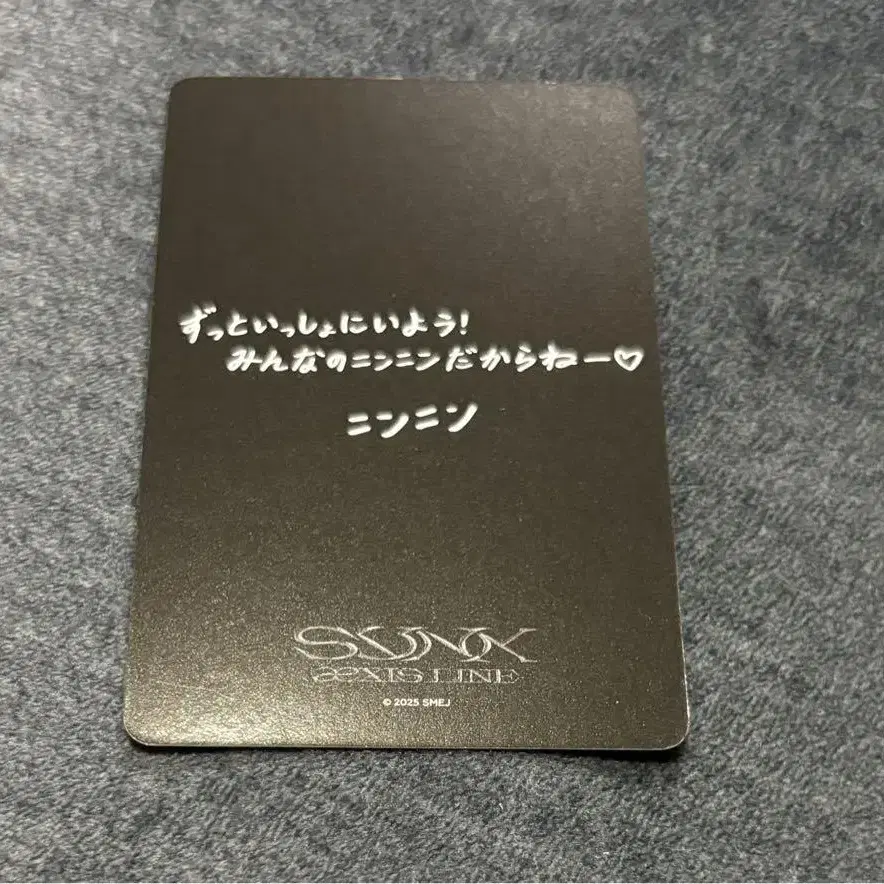 ずっといっしょにいよう!
みんなのニンニンだからねー♡
ニンニン
SYNK
æXIS LINE
© 2025 SMEJ